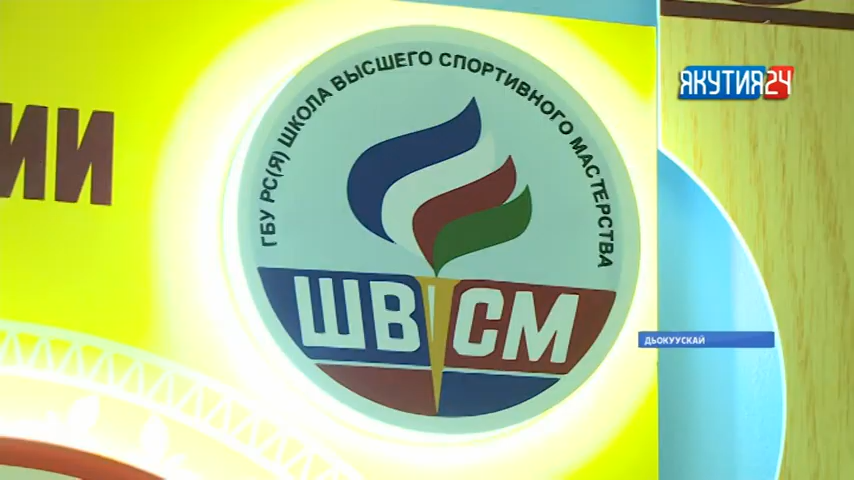 ГБУ РС(Я) ШКОЛА ВЫСШЕГО СПОРТИВНОГО МАСТЕРСТВА
ЯКУТИЯ24
ИИ
ШВСМ
ДЬОКУУСКАЙ